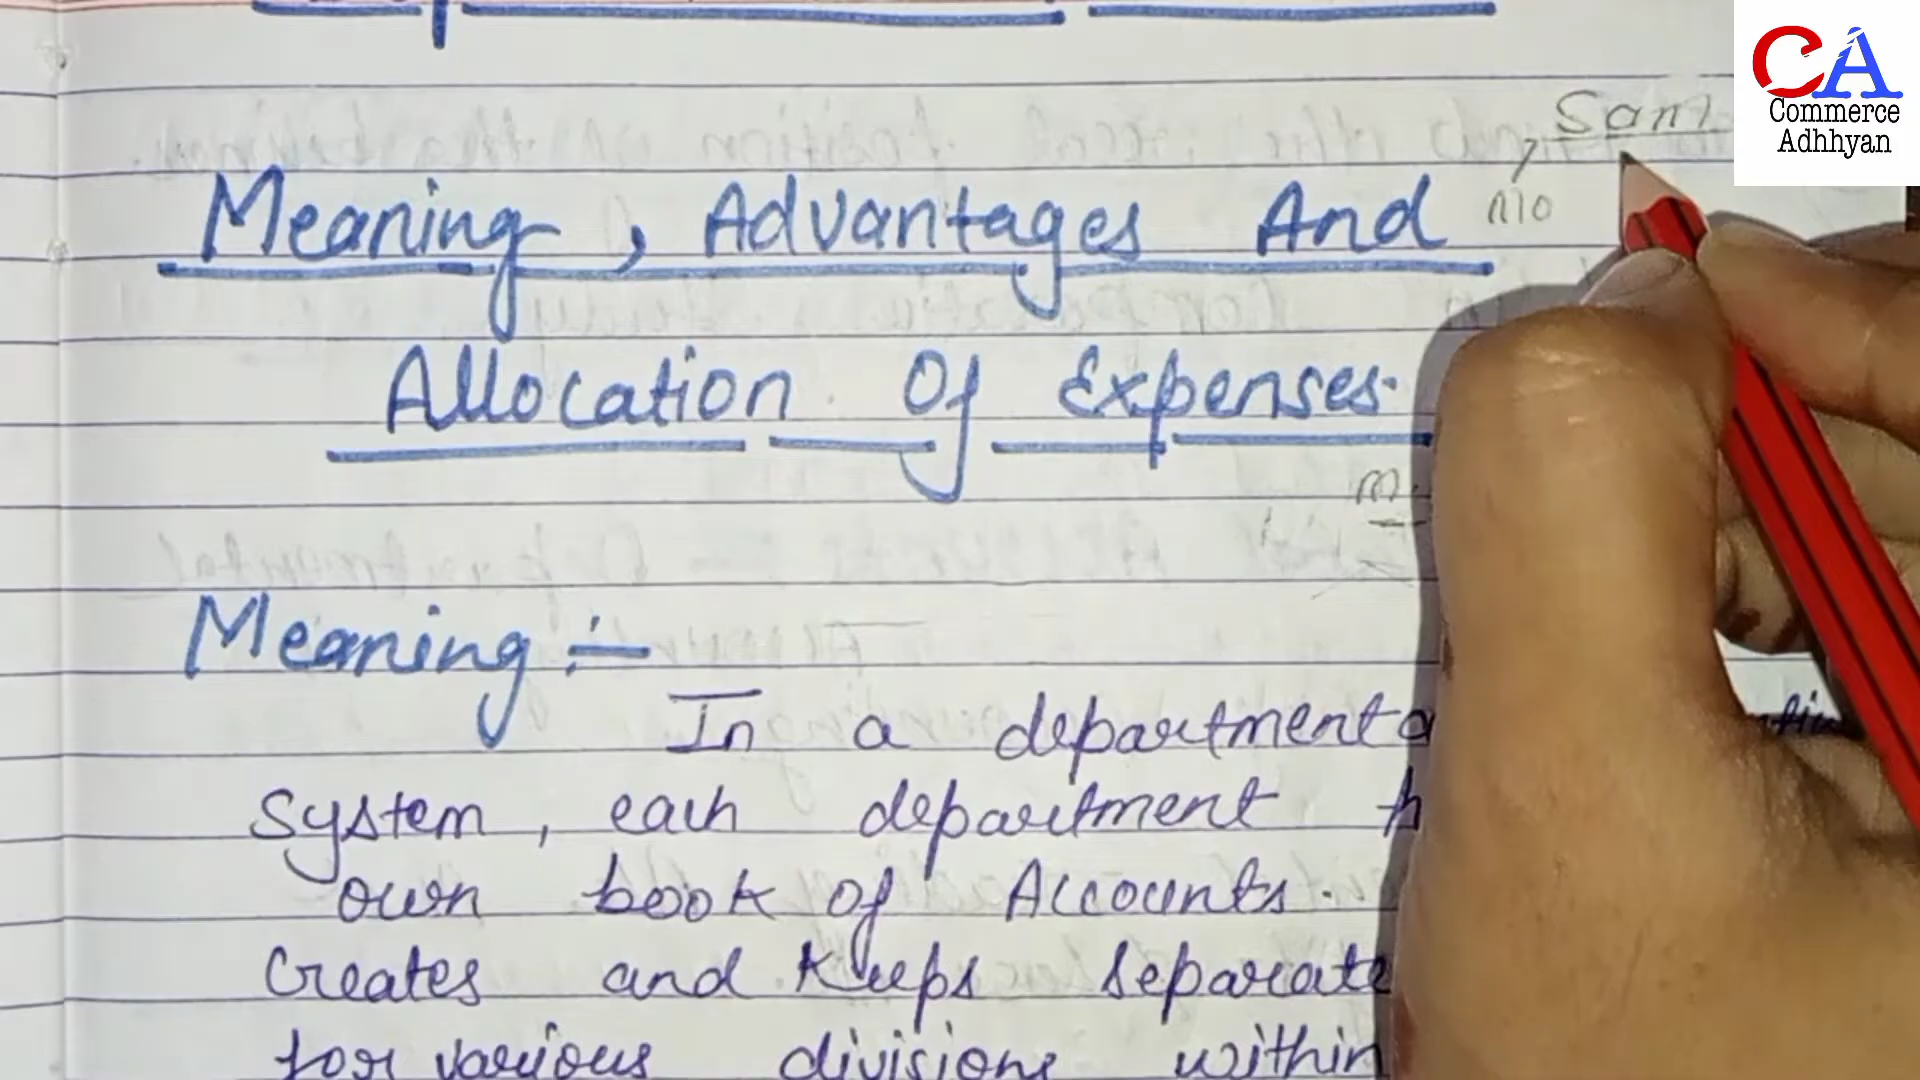 CA
Commerce
Adhhyan
Meaning, Advantages And
Allocation Of Expenses.
Meaning :-
In a
system, each department
own book of Accounts.
Creates and Keeps separate
for various divisions within